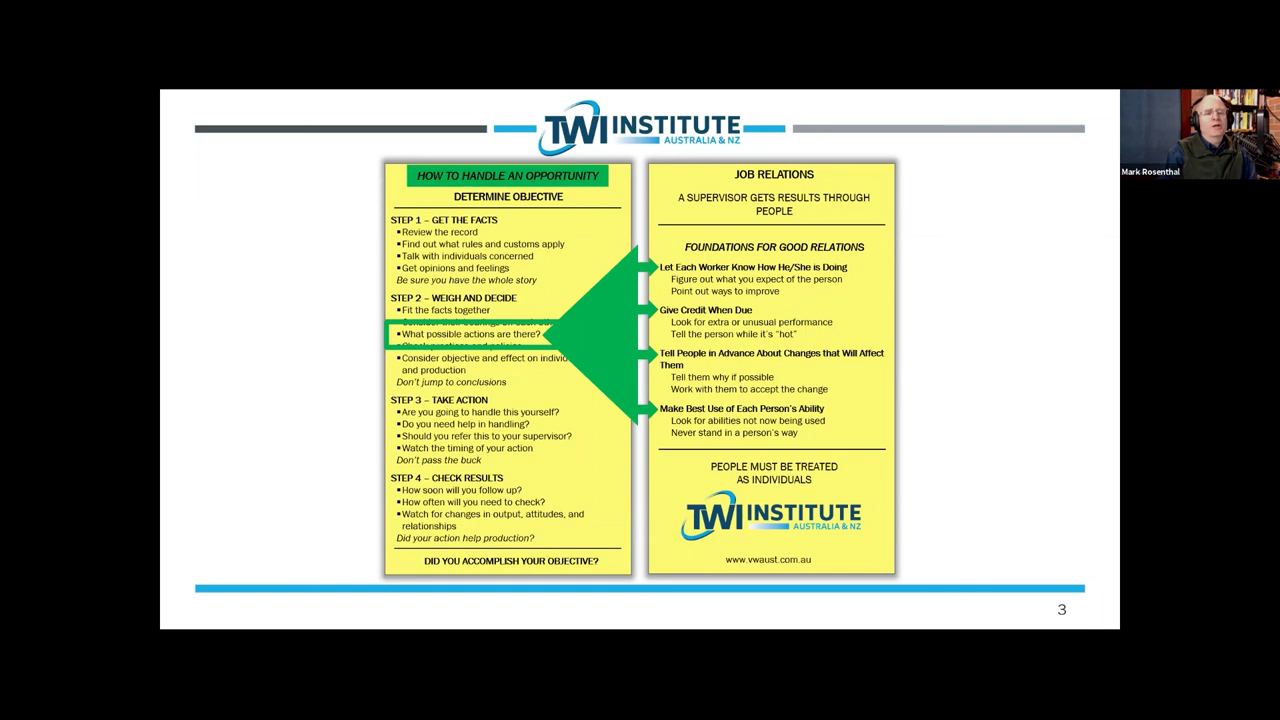 TWI INSTITUTE
AUSTRALIA & NZ
Mark Rosenthal
HOW TO HANDLE AN OPPORTUNITY
DETERMINE OBJECTIVE
STEP 1 – GET THE FACTS
▪Review the record
▪Find out what rules and customs apply
▪Talk with individuals concerned
▪Get opinions and feelings
Be sure you have the whole story
STEP 2 – WEIGH AND DECIDE
▪Fit the facts together
▪What possible actions are there?
▪Consider objective and effect on
and production
Don't jump to conclusions
STEP 3 – TAKE ACTION
▪Are you going to handle this yourself?
▪Do you need help in handling?
▪Should you refer this to your supervisor?
▪Watch the timing of your action
Don't pass the buck
STEP 4 – CHECK RESULTS
▪How soon will you follow up?
▪How often will you need to check?
▪Watch for changes in output, attitudes, and
relationships
Did your action help production?
DID YOU ACCOMPLISH YOUR OBJECTIVE?
JOB RELATIONS
A SUPERVISOR GETS RESULTS THROUGH
PEOPLE
FOUNDATIONS FOR GOOD RELATIONS
Let Each Worker Know How He/She is Doing
Figure out what you expect of the person
Point out ways to improve
Give Credit When Due
Look for extra or unusual performance
Tell the person while it's "hot"
Tell People in Advance About Changes that Will Affect
Them
Tell them why if possible
Work with them to accept the change
Make Best Use of Each Person's Ability
Look for abilities not now being used
Never stand in a person's way
PEOPLE MUST BE TREATED
AS INDIVIDUALS
TWI INSTITUTE
AUSTRALIA & NZ
www.vwaust.com.au
3